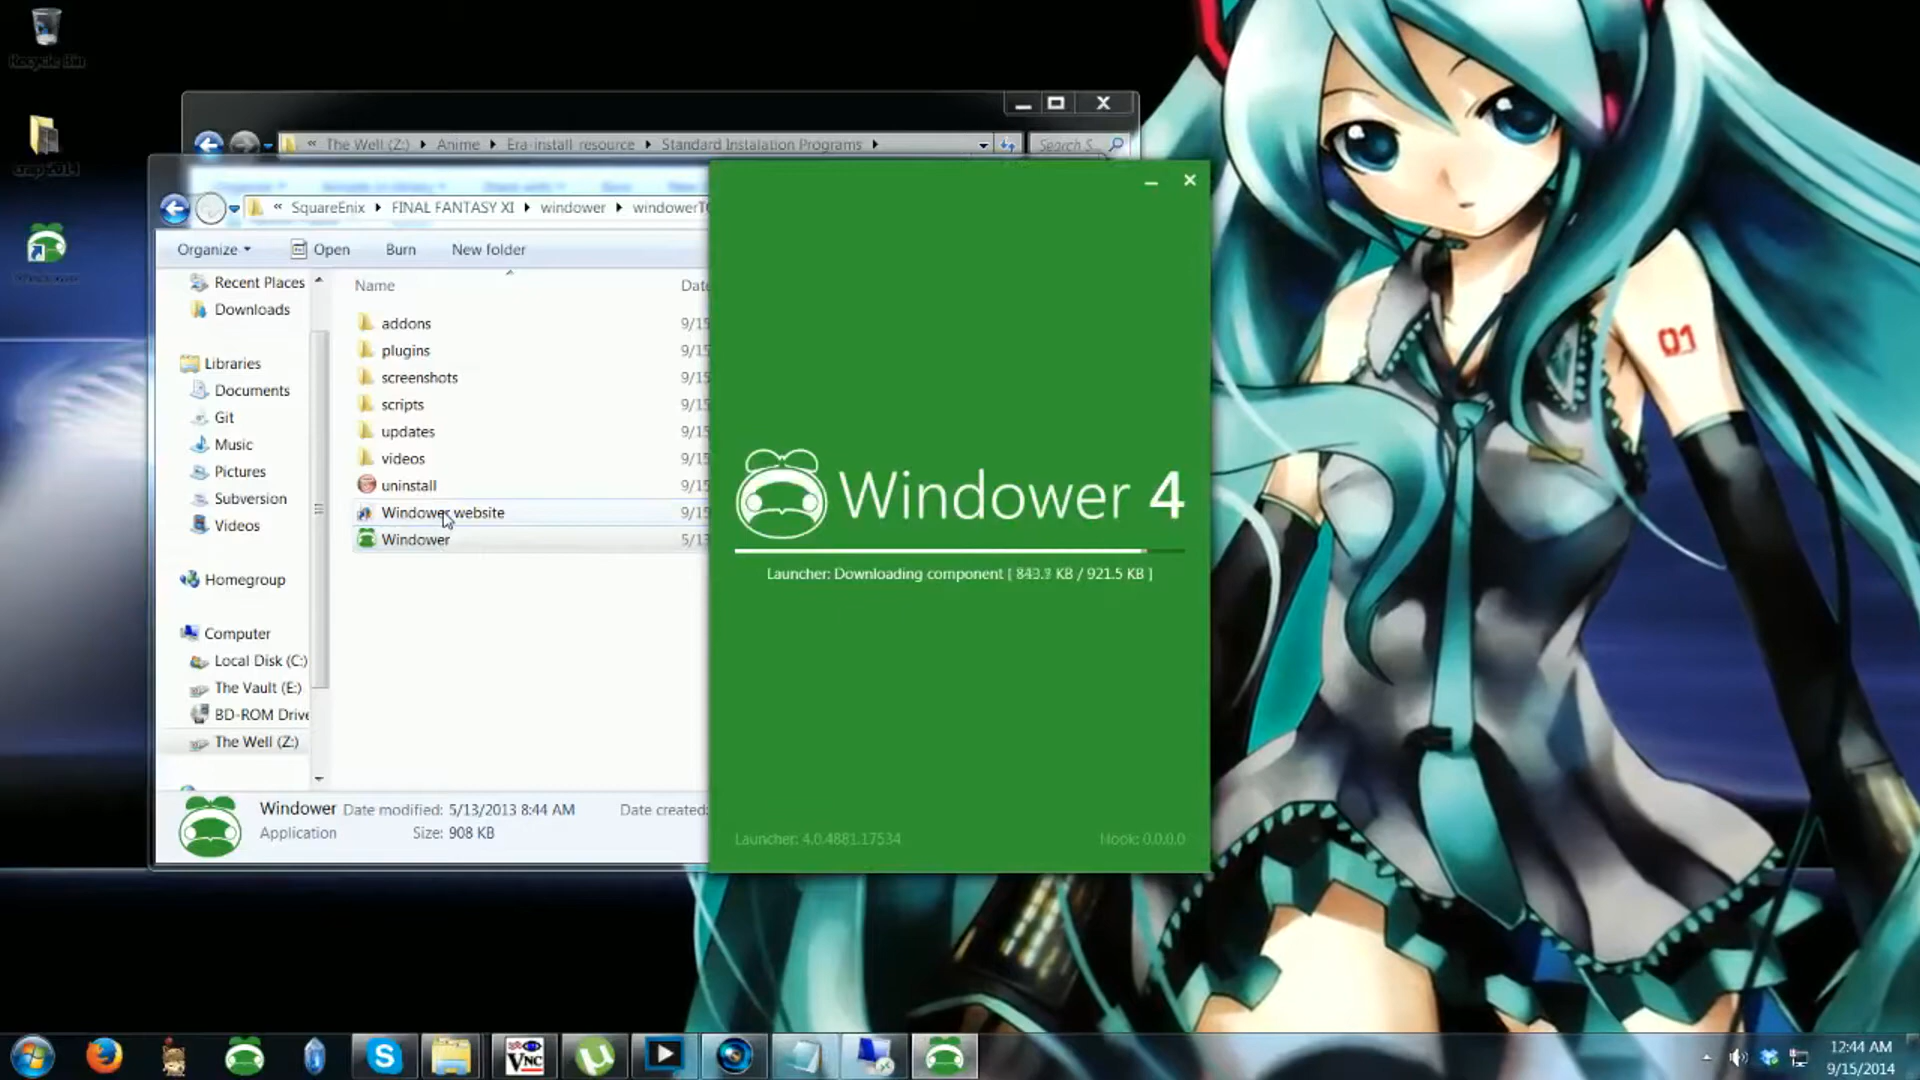 Recycle Bin
crap 2014
« The Well (Z:) Anime Era-install resource Standard Instalation Programs
Search S...
« SquareEnix FINAL FANTASY XI windower
Organize Open Burn New folder
Recent Places
Downloads
Libraries
Documents
Git
Music
Pictures
Subversion
Videos
Homegroup
Computer
Local Disk (C:)
The Vault (E:)
BD-ROM Drive
The Well (Z:)
Name Date
addons 9/15
plugins 9/15
screenshots 9/15
scripts 9/15
updates 9/15
videos 9/15
uninstall 9/15
Windower website 9/15
Windower 5/13
Windower Date modified: 5/13/2013 8:44 AM Date created:
Application Size: 908 KB
Windower 4
Launcher: Downloading component [ KB / 921.5 KB ]
Launcher: 4.0.4881.17534 Hook: 0.0.0.0
01
VNC
12:44 AM
9/15/2014